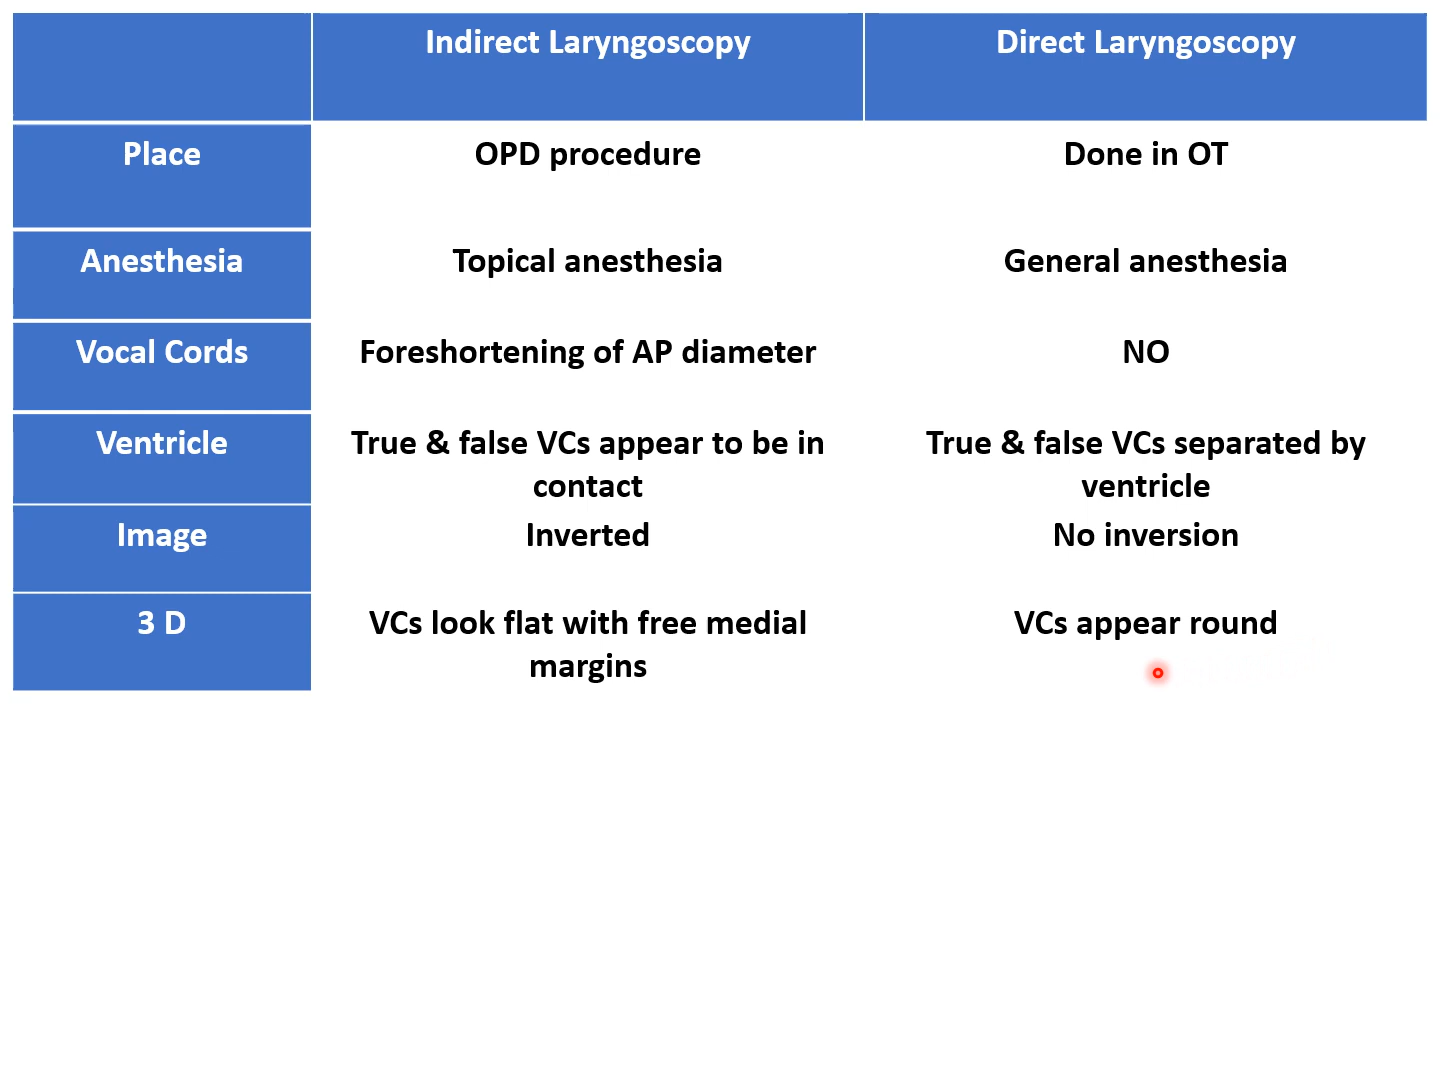 Indirect Laryngoscopy
Direct Laryngoscopy
Place
OPD procedure
Done in OT
Anesthesia
Topical anesthesia
General anesthesia
Vocal Cords
Foreshortening of AP diameter
NO
Ventricle
True & false VCs appear to be in
contact
True & false VCs separated by
ventricle
Image
Inverted
No inversion
3 D
VCs look flat with free medial
margins
VCs appear round